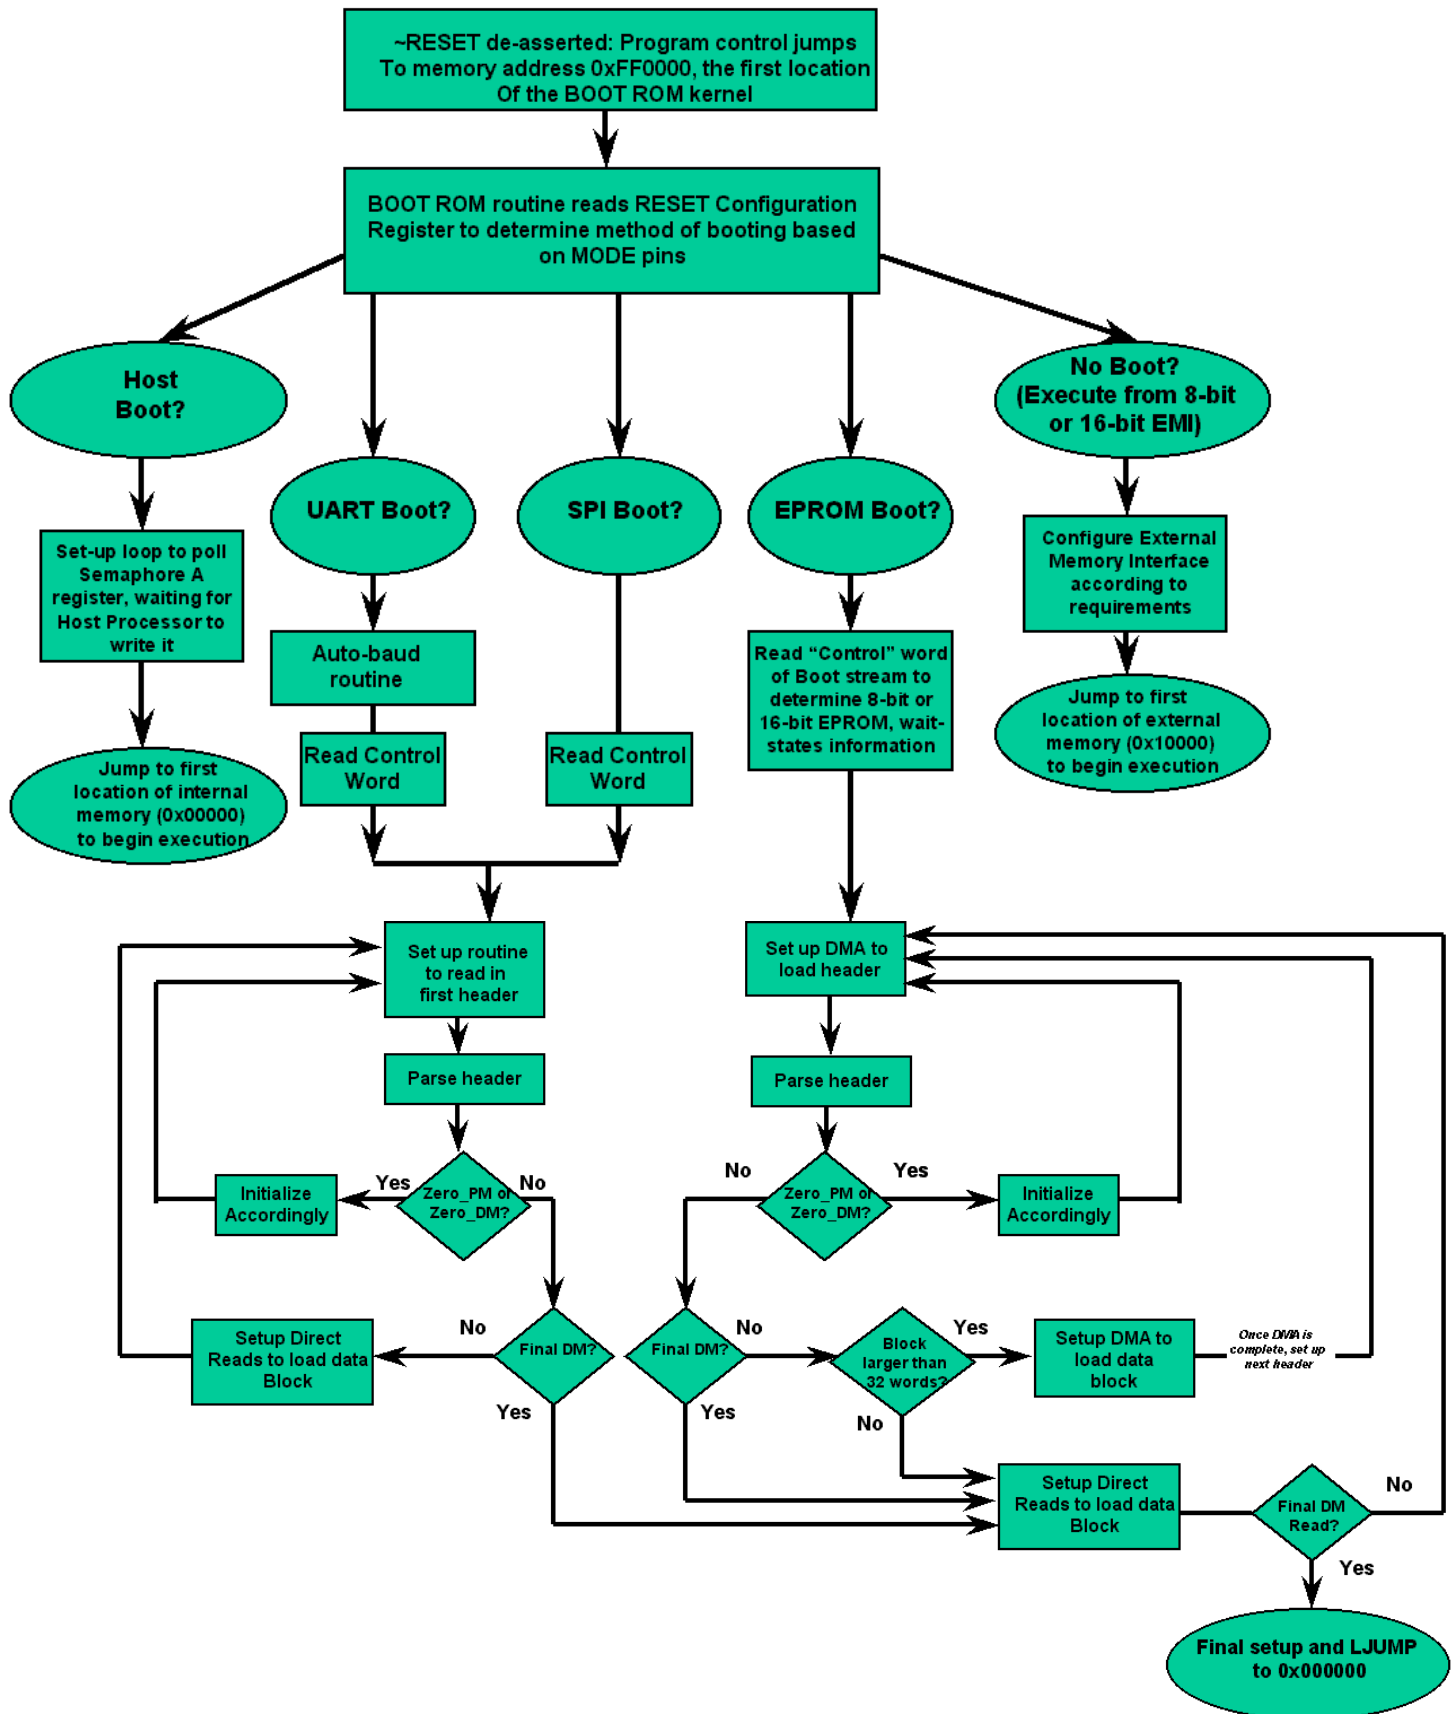 ~RESET de-asserted: Program control jumps
To memory address 0xFF0000, the first location
Of the BOOT ROM kernel
BOOT ROM routine reads RESET Configuration
Register to determine method of booting based
on MODE pins
Host
Boot?
No Boot?
(Execute from 8-bit
or 16-bit EMI)
UART Boot?
SPI Boot?
EPROM Boot?
Set-up loop to poll
Semaphore A
register, waiting for
Host Processor to
write it
Configure External
Memory Interface
according to
requirements
Auto-baud
routine
Read “Control” word
of Boot stream to
determine 8-bit or
16-bit EPROM, wait-
states information
Jump to first
location of external
memory (0x10000)
to begin execution
Read Control
Word
Read Control
Word
Jump to first
location of internal
memory (0x00000)
to begin execution
Set up routine
to read in
first header
Set up DMA to
load header
Parse header
Parse header
Initialize
Accordingly
Yes
Zero_PM or
Zero_DM?
No
No
Zero_PM or
Zero_DM?
Yes
Initialize
Accordingly
Setup Direct
Reads to load data
Block
No
Final DM?
Yes
Final DM?
No
Yes
Block
larger than
32 words?
Yes
No
Setup DMA to
load data
block
Once DMA is
complete, set up
next header
Setup Direct
Reads to load data
Block
Final DM
Read?
No
Yes
Final setup and LJUMP
to 0x000000